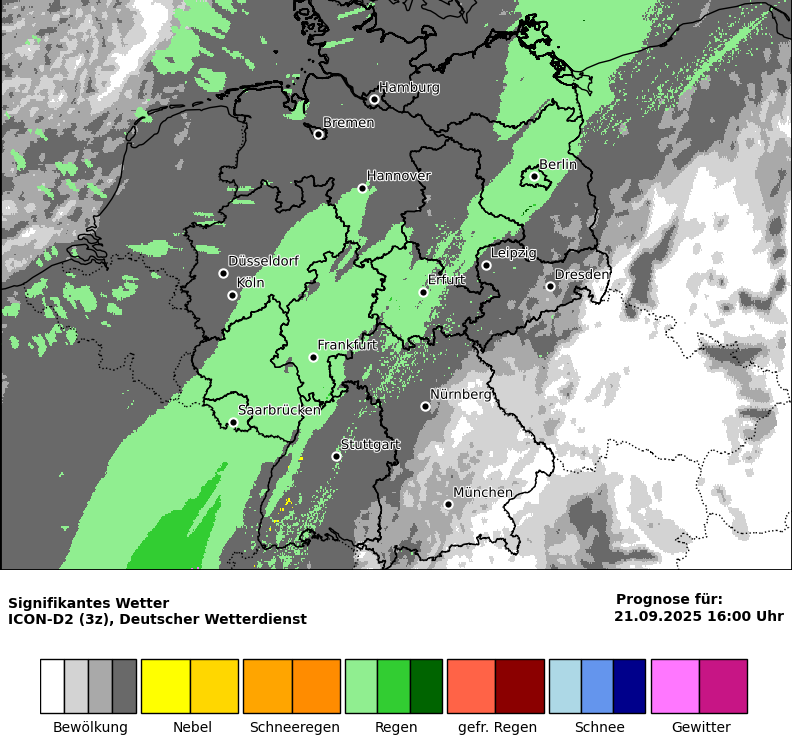 Hamburg
Bremen
Berlin
Hannover
Leipzig
Düsseldorf
Dresden
Köln
Erfurt
Frankfurt
Nürnberg
Saarbrücken
Stuttgart
München
Signifikantes Wetter
ICON-D2 (3z), Deutscher Wetterdienst
Prognose für:
21.09.2025 16:00 Uhr
Bewölkung Nebel Schneeregen Regen gefr. Regen Schnee Gewitter